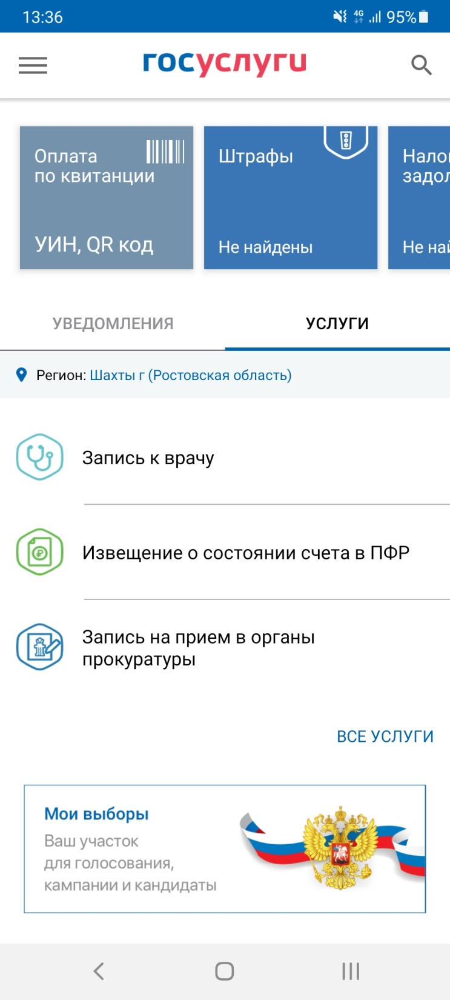 13:36
4G
95%
госуслуги
Оплата
по квитанции
УИН, QR код
Штрафы
Не найдены
Не
УВЕДОМЛЕНИЯ
УСЛУГИ
Регион: Шахты г (Ростовская область)
Запись к врачу
Извещение о состоянии счета в ПФР
Запись на прием в органы
прокуратуры
ВСЕ УСЛУГИ
Мои выборы
Ваш участок
для голосования,
кампании и кандидаты